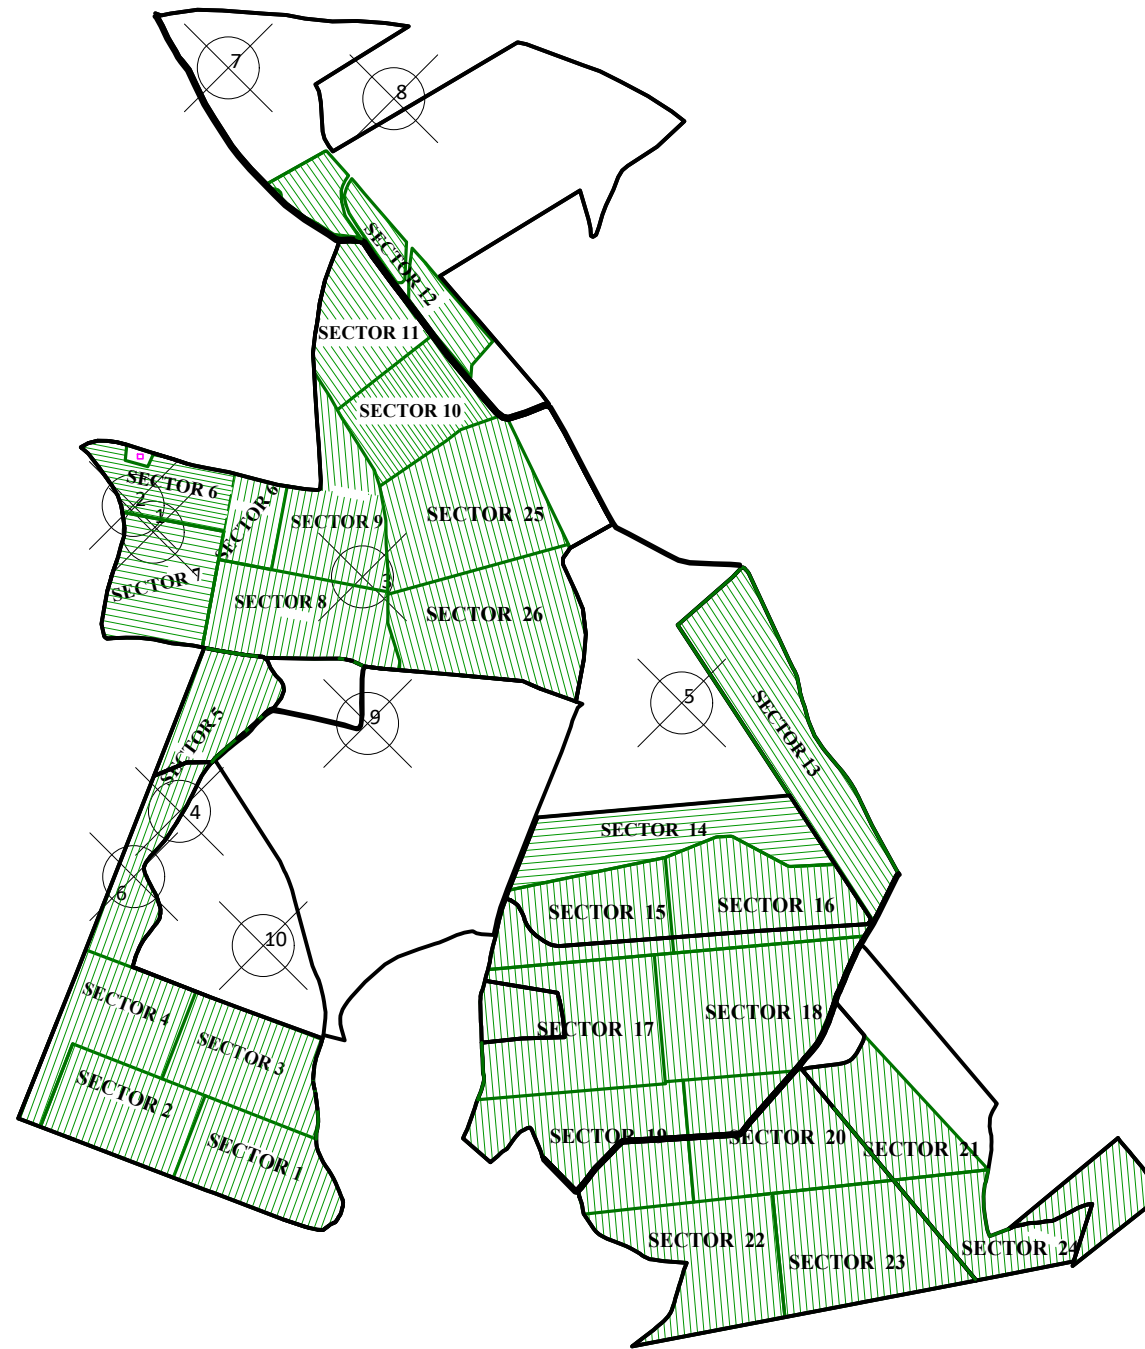 7
8
SECTOR 12
SECTOR 11
SECTOR 10
SECTOR 6
2
1
SECTOR 6
SECTOR 9
SECTOR 25
SECTOR 7
SECTOR 8
3
SECTOR 26
5
9
SECTOR 5
SECTOR 13
4
SECTOR 14
6
SECTOR 15
SECTOR 16
10
SECTOR 4
SECTOR 3
SECTOR 17
SECTOR 18
SECTOR 2
SECTOR 1
SECTOR 19
SECTOR 20
SECTOR 21
SECTOR 22
SECTOR 23
SECTOR 24